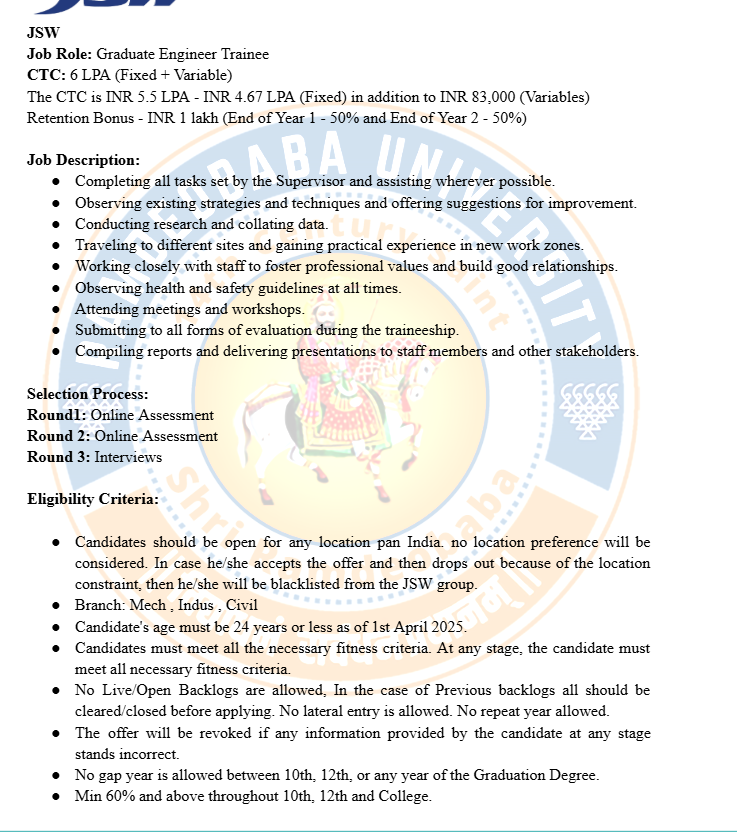 JSW
JSW
Job Role: Graduate Engineer Trainee
CTC: 6 LPA (Fixed + Variable)
The CTC is INR 5.5 LPA - INR 4.67 LPA (Fixed) in addition to INR 83,000 (Variables)
Retention Bonus - INR 1 lakh (End of Year 1 - 50% and End of Year 2 - 50%)
Job Description:
● Completing all tasks set by the Supervisor and assisting wherever possible.
● Observing existing strategies and techniques and offering suggestions for improvement.
● Conducting research and collating data.
● Traveling to different sites and gaining practical experience in new work zones.
● Working closely with staff to foster professional values and build good relationships.
● Observing health and safety guidelines at all times.
● Attending meetings and workshops.
● Submitting to all forms of evaluation during the traineeship.
● Compiling reports and delivering presentations to staff members and other stakeholders.
Selection Process:
Round1: Online Assessment
Round 2: Online Assessment
Round 3: Interviews
Eligibility Criteria:
● Candidates should be open for any location pan India. no location preference will be
considered. In case he/she accepts the offer and then drops out because of the location
constraint, then he/she will be blacklisted from the JSW group.
● Branch: Mech , Indus , Civil
● Candidate's age must be 24 years or less as of 1st April 2025.
● Candidates must meet all the necessary fitness criteria. At any stage, the candidate must
meet all necessary fitness criteria.
● No Live/Open Backlogs are allowed, In the case of Previous backlogs all should be
cleared/closed before applying. No lateral entry is allowed. No repeat year allowed.
● The offer will be revoked if any information provided by the candidate at any stage
stands incorrect.
● No gap year is allowed between 10th, 12th, or any year of the Graduation Degree.
● Min 60% and above throughout 10th, 12th and College.
UNIVERSITY
Century Saint
Shri